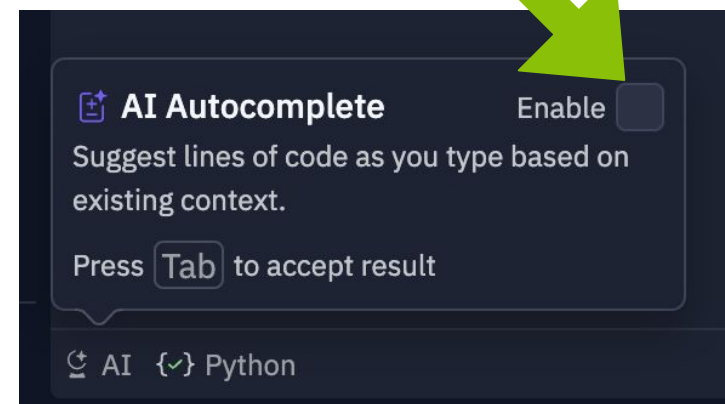 AI Autocomplete Enable
Suggest lines of code as you type based on
existing context.
Press Tab to accept result
AI {✓} Python